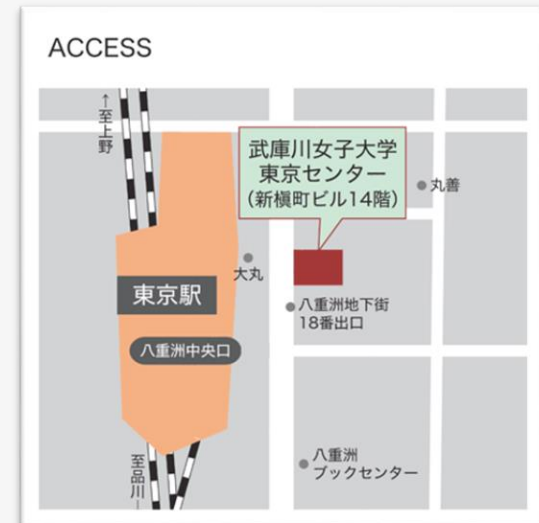 ACCESS
←至上野
武庫川女子大学
東京センター
(新槇町ビル14階)
丸善
大丸
東京駅
八重洲地下街
18番出口
八重洲中央口
八重洲
ブックセンター
至品川→